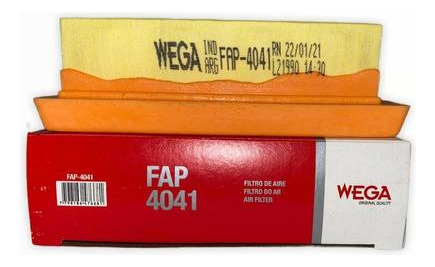 WEGA IND ARG FAP-4041 RN 22/01/21
L21990 14:30
FAP-4041
FAP
4041
FILTRO DE AIRE
FILTRO DO AR
AIR FILTER
WEGA
ORIGINAL QUALITY